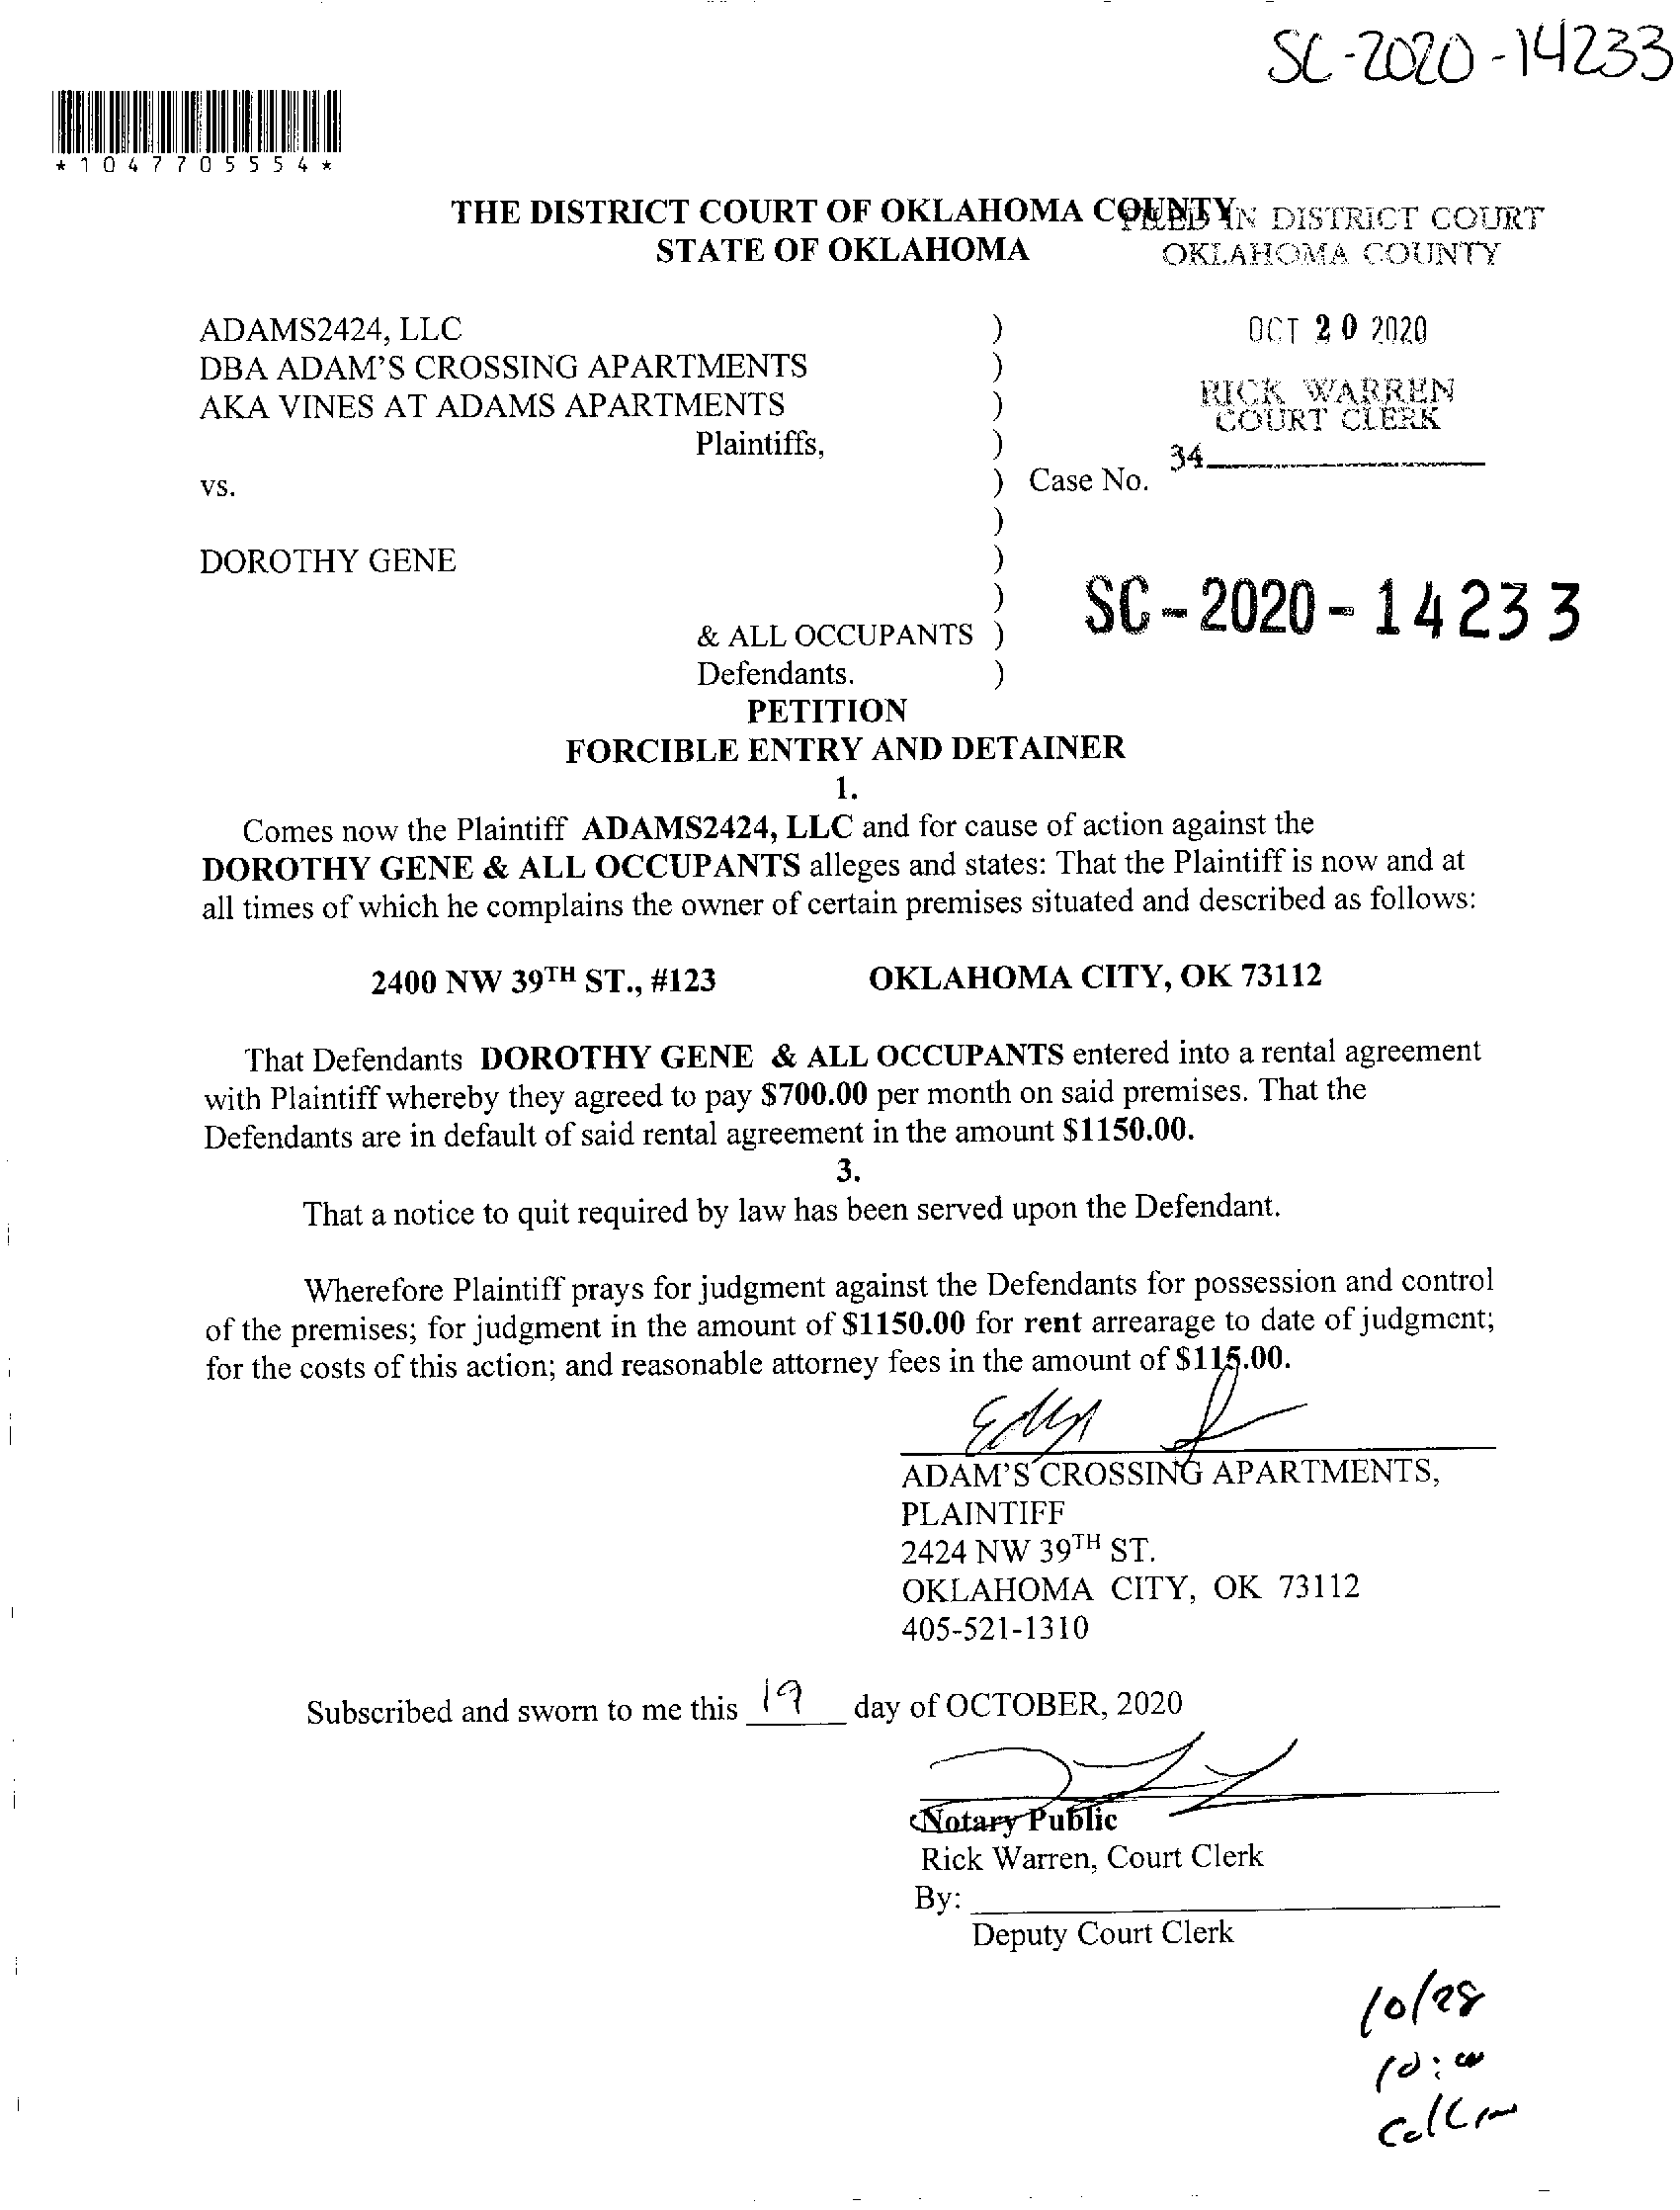 SC-2020-14233
*1047705554*
THE DISTRICT COURT OF OKLAHOMA COUNTY
STATE OF OKLAHOMA
FILED IN DISTRICT COURT
OKLAHOMA COUNTY
OCT 20 2020
RICK WARREN
COURT CLERK
34
ADAMS2424, LLC )
DBA ADAM'S CROSSING APARTMENTS )
AKA VINES AT ADAMS APARTMENTS )
Plaintiffs, )
vs. ) Case No.
)
DOROTHY GENE )
) SC-2020-14233
& ALL OCCUPANTS )
Defendants. )
PETITION
FORCIBLE ENTRY AND DETAINER
1.
Comes now the Plaintiff ADAMS2424, LLC and for cause of action against the
DOROTHY GENE & ALL OCCUPANTS alleges and states: That the Plaintiff is now and at
all times of which he complains the owner of certain premises situated and described as follows:
2400 NW 39TH ST., #123 OKLAHOMA CITY, OK 73112
That Defendants DOROTHY GENE & ALL OCCUPANTS entered into a rental agreement
with Plaintiff whereby they agreed to pay $700.00 per month on said premises. That the
Defendants are in default of said rental agreement in the amount $1150.00.
3.
That a notice to quit required by law has been served upon the Defendant.
Wherefore Plaintiff prays for judgment against the Defendants for possession and control
of the premises; for judgment in the amount of $1150.00 for rent arrearage to date of judgment;
for the costs of this action; and reasonable attorney fees in the amount of $115.00.
ADAM'S CROSSING APARTMENTS,
PLAINTIFF
2424 NW 39TH ST.
OKLAHOMA CITY, OK 73112
405-521-1310
Subscribed and sworn to me this 19 day of OCTOBER, 2020
Notary Public
Rick Warren, Court Clerk
By:
Deputy Court Clerk
10/28
10:00